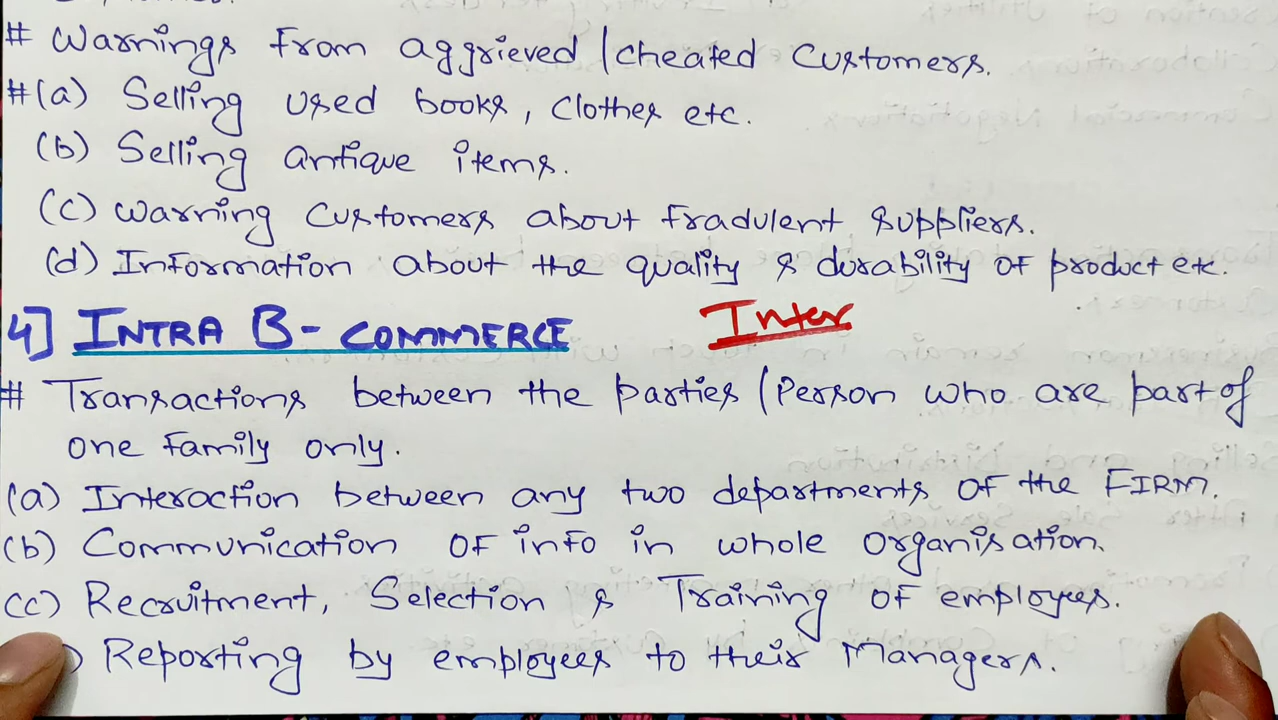 # Warnings from aggrieved / cheated customers.
#(a) Selling used books, clothes etc.
(b) Selling antique items.
(c) Warning customers about fradulent suppliers.
(d) Information about the quality & durability of product etc.
4] INTRA B-COMMERCE Inter
# Transactions between the parties (Person who are part of
one family only.
(a) Interaction between any two departments of the FIRM.
(b) Communication of info in whole organisation.
(c) Recruitment, Selection & Training of employees.
) Reporting by employees to their Managers.